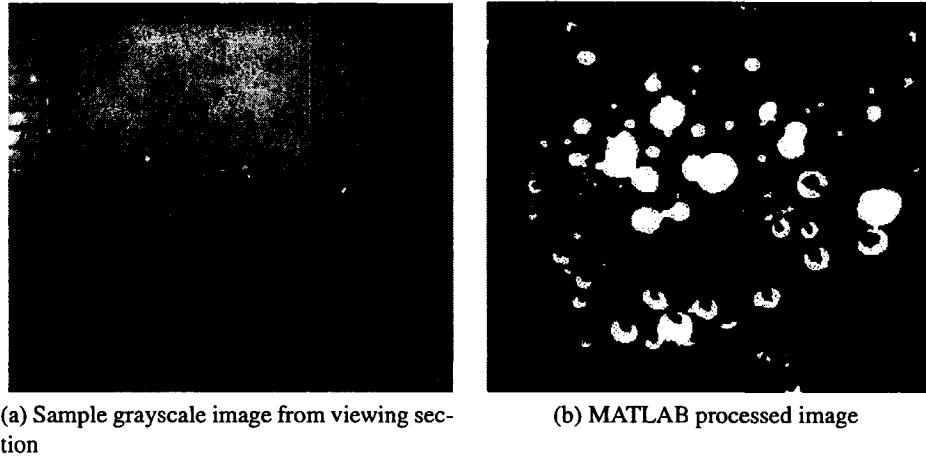 (a) Sample grayscale image from viewing sec-
tion
(b) MATLAB processed image